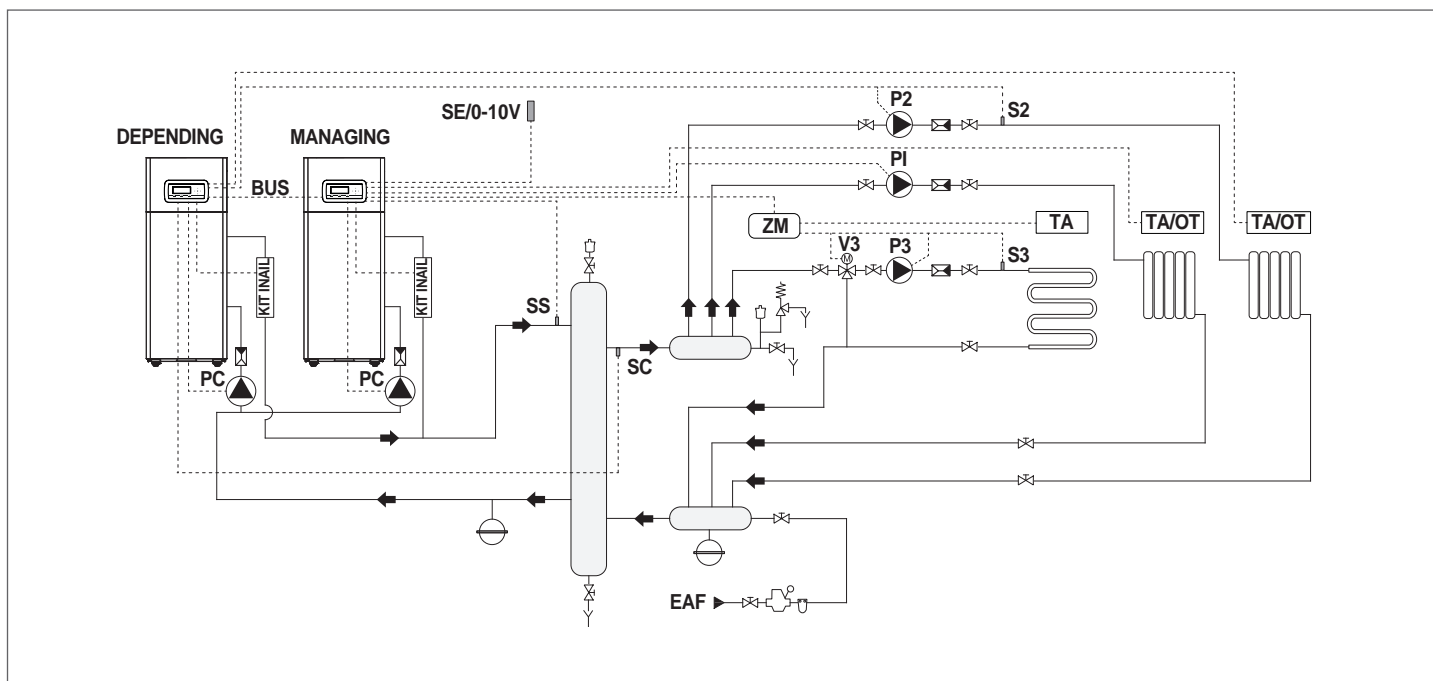 P2
S2
SE/0-10V
DEPENDING
MANAGING
PI
BUS
ZM
TA
TA/OT
TA/OT
V3
M
P3
S3
KIT INAIL
KIT INAIL
SS
SC
PC
PC
EAF